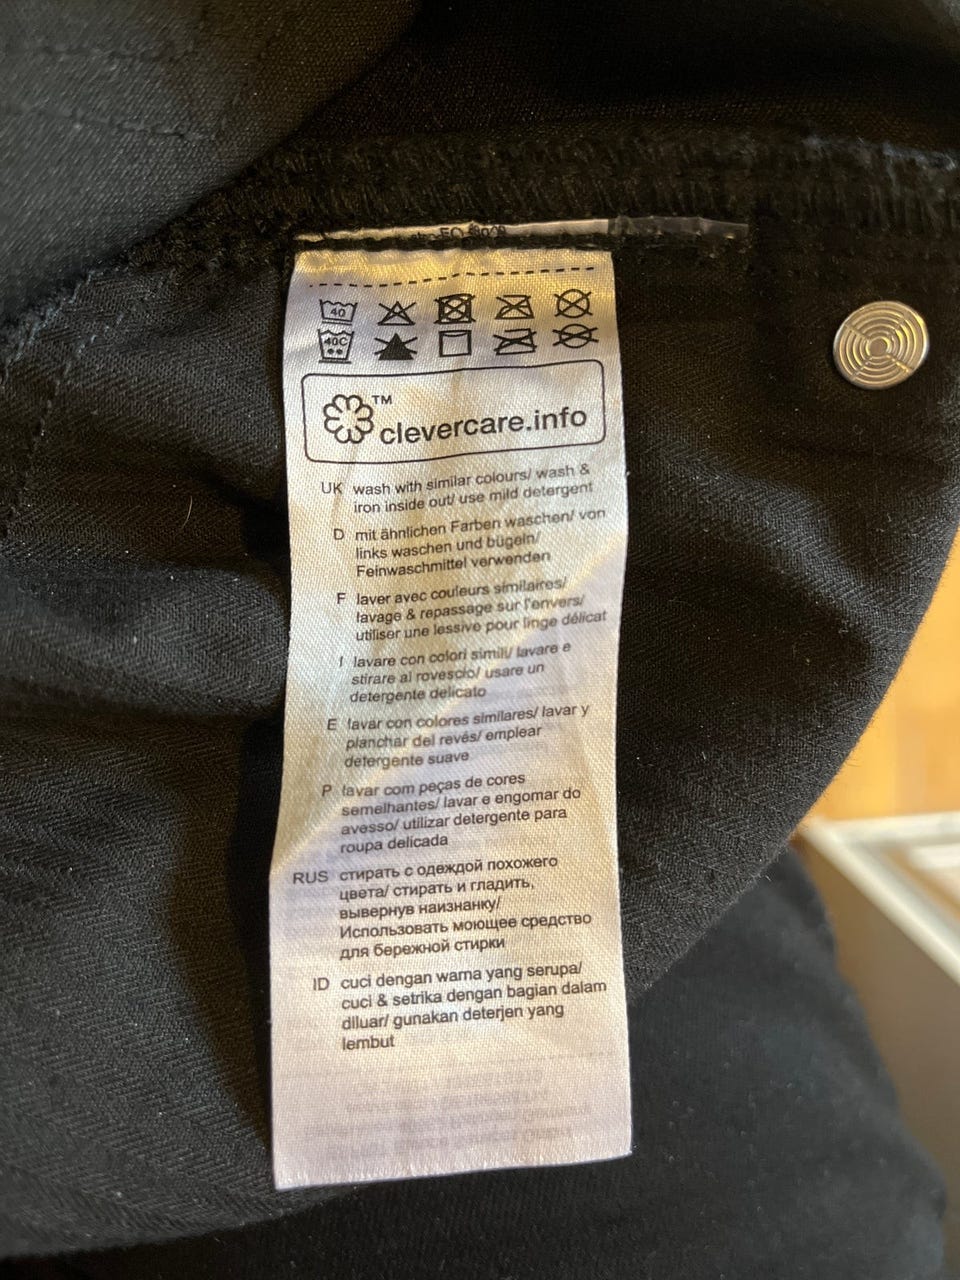 40
40C
TM
clevercare.info
UK wash with similar colours/ wash &
iron inside out/ use mild detergent
D mit ähnlichen Farben waschen/ von
links waschen und bügeln/
Feinwaschmittel verwenden
F laver avec couleurs similaires/
lavage & repassage sur l'envers/
utiliser une lessive pour linge délicat
I lavare con colori simili/ lavare e
stirare al rovescio/ usare un
detergente delicato
E lavar con colores similares/ lavar y
planchar del revés/ emplear
detergente suave
P lavar com peças de cores
semelhantes/ lavar e engomar do
avesso/ utilizar detergente para
roupa delicada
RUS стирать с одеждой похожего
цвета/ стирать и гладить,
вывернув наизнанку/
Использовать моющее средство
для бережной стирки
ID cuci dengan warna yang serupa/
cuci & setrika dengan bagian dalam
diluar/ gunakan deterjen yang
lembut